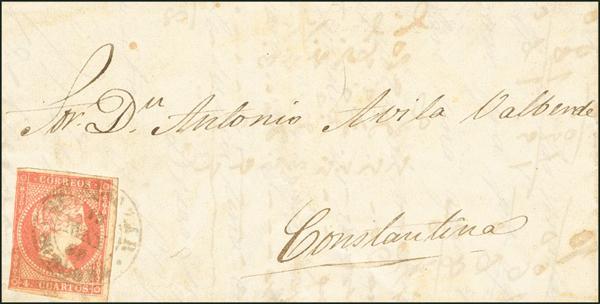 Sor. Dn. Antonio Avila Valberde
Constantina
CORREOS
4 CUARTOS